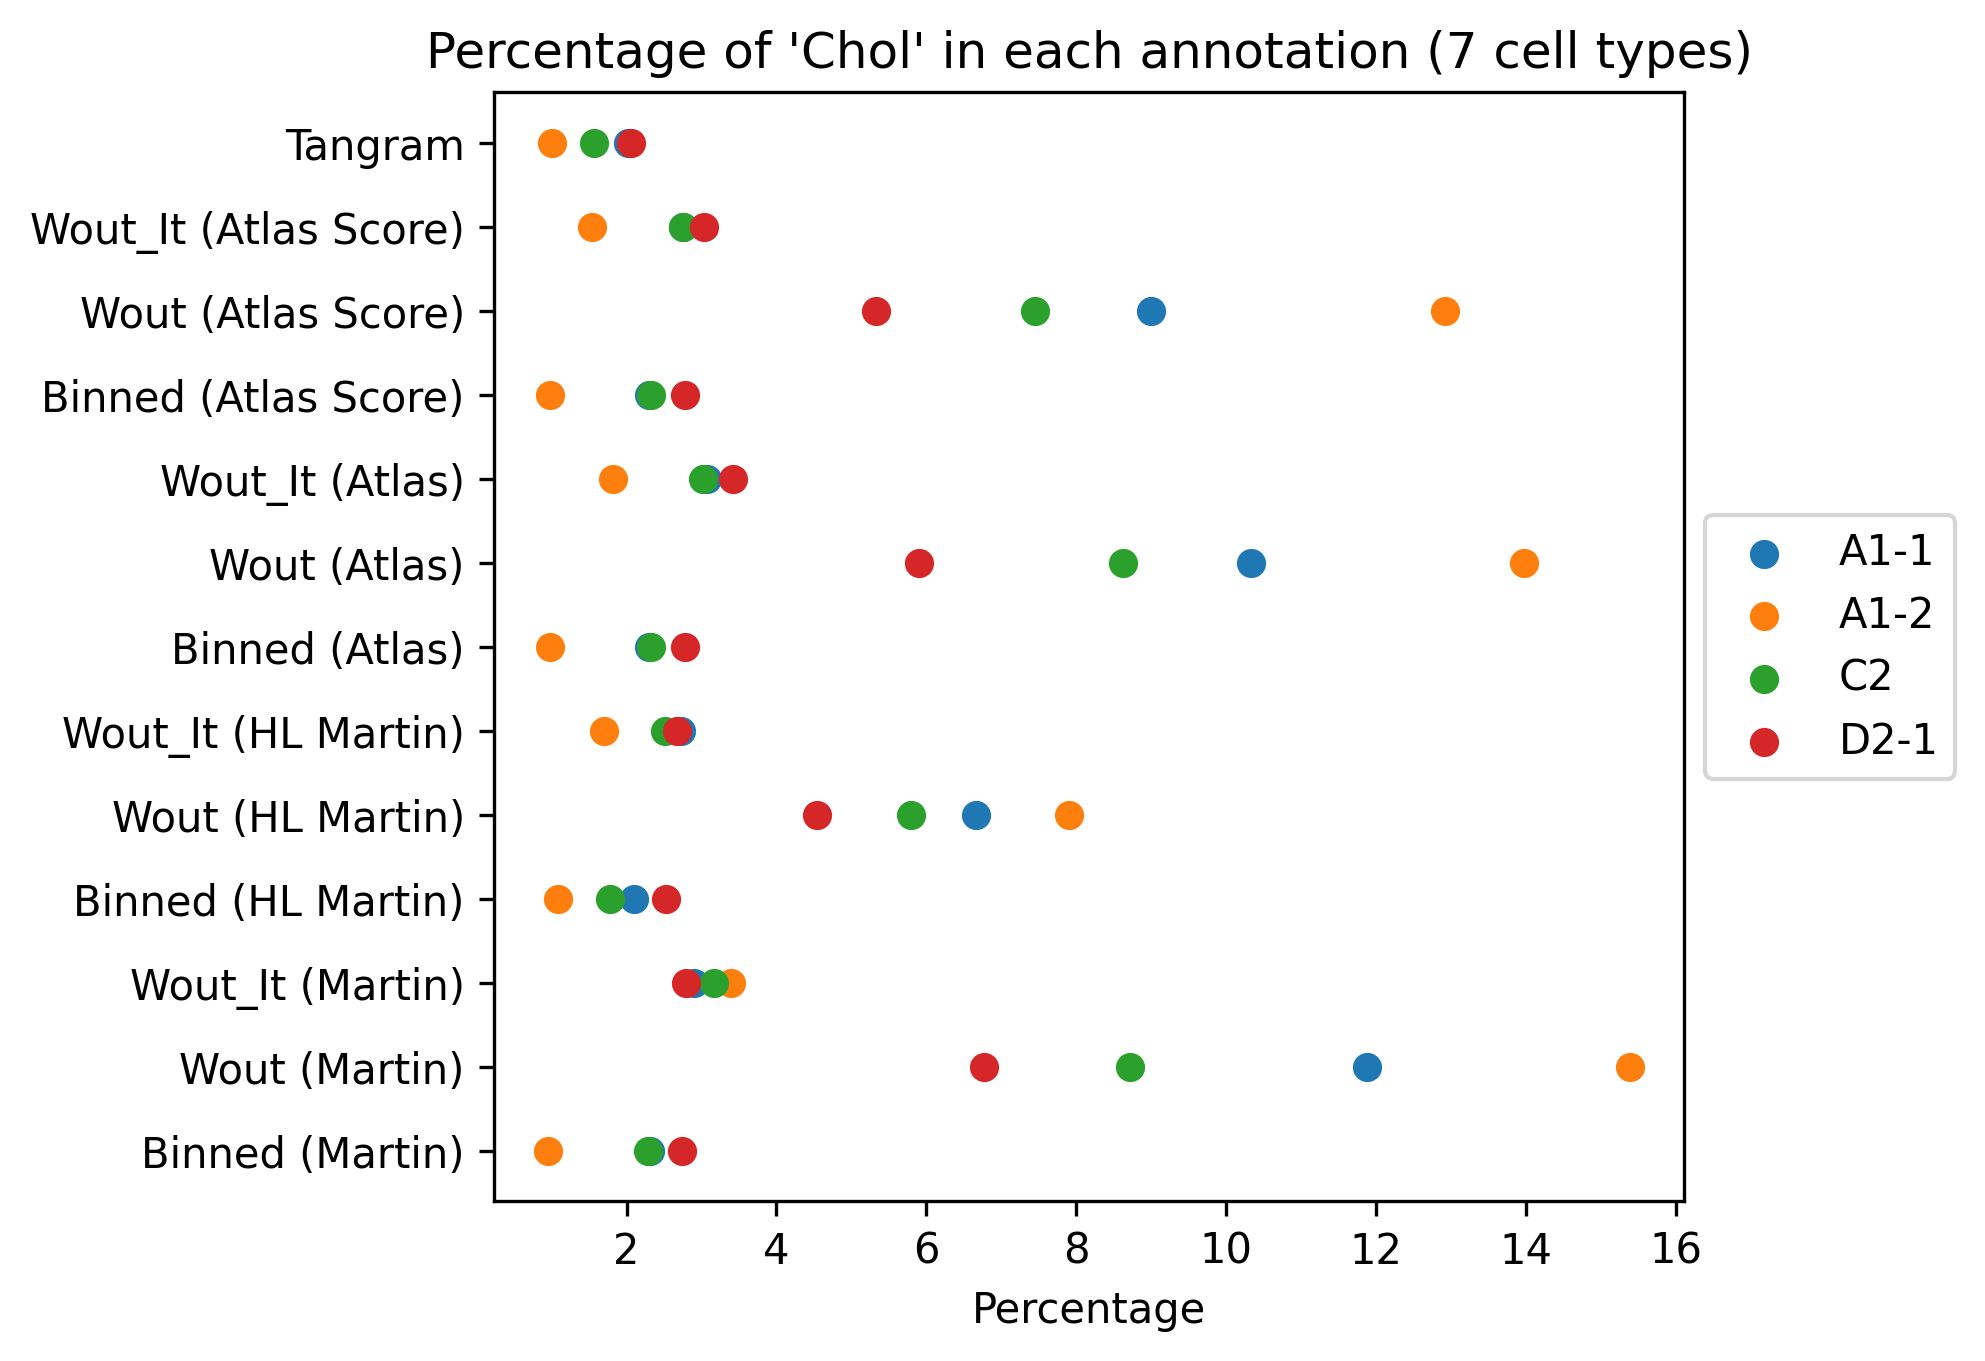 Percentage of 'Chol' in each annotation (7 cell types)
Tangram
Wout_It (Atlas Score)
Wout (Atlas Score)
Binned (Atlas Score)
Wout_It (Atlas)
Wout (Atlas)
Binned (Atlas)
Wout_It (HL Martin)
Wout (HL Martin)
Binned (HL Martin)
Wout_It (Martin)
Wout (Martin)
Binned (Martin)
A1-1
A1-2
C2
D2-1
2 4 6 8 10 12 14 16
Percentage